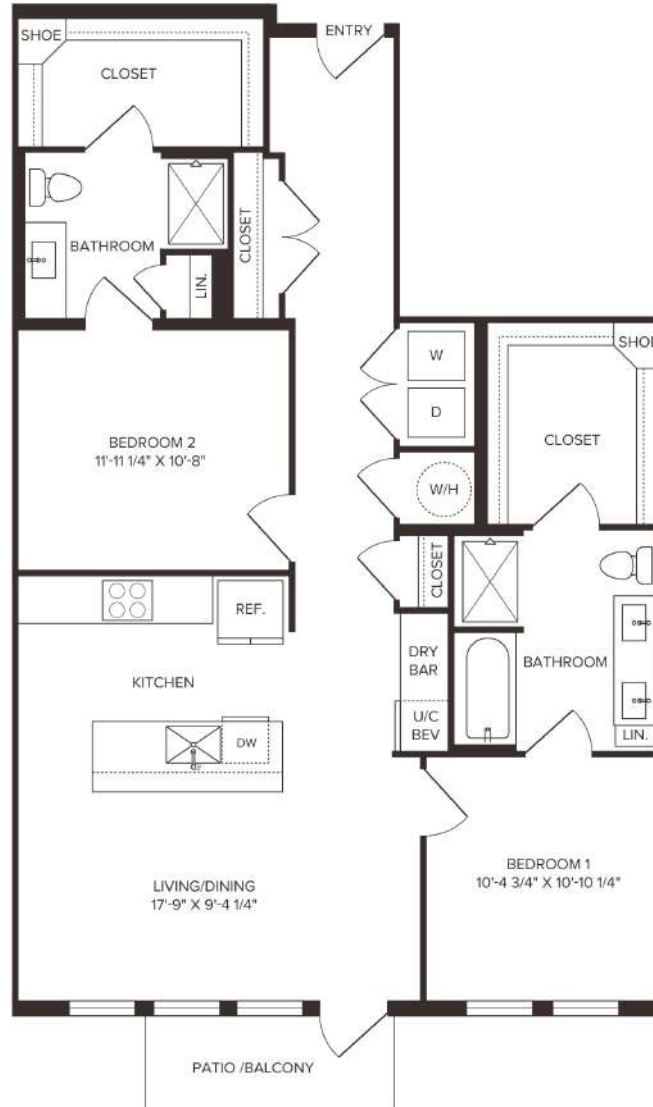 SHOE
ENTRY
CLOSET
BATHROOM
CLOSET
LIN.
W
SHOE
D
BEDROOM 2
11'-11 1/4" X 10'-8"
CLOSET
W/H
CLOSET
REF.
DRY
BAR
BATHROOM
KITCHEN
U/C
BEV
DW
LIN.
BEDROOM 1
10'-4 3/4" X 10'-10 1/4"
LIVING/DINING
17'-9" X 9'-4 1/4"
PATIO /BALCONY